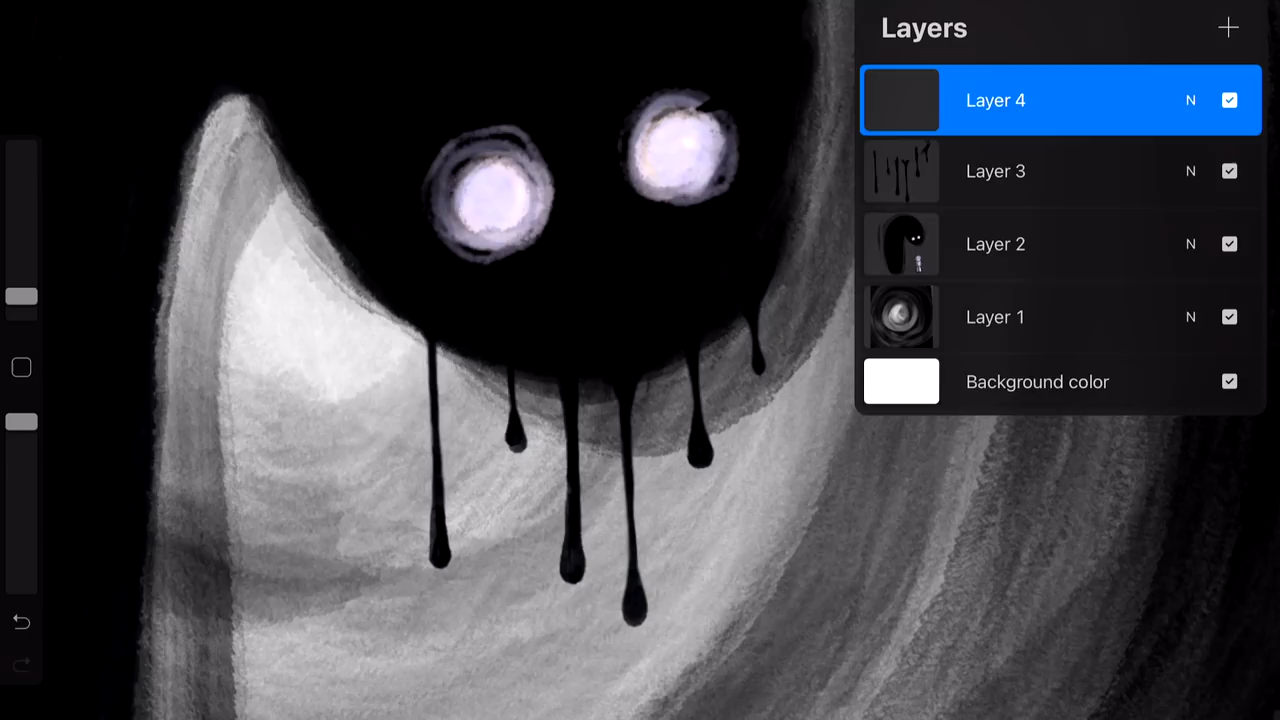 Layers
Layer 4 N
Layer 3 N
Layer 2 N
Layer 1 N
Background color